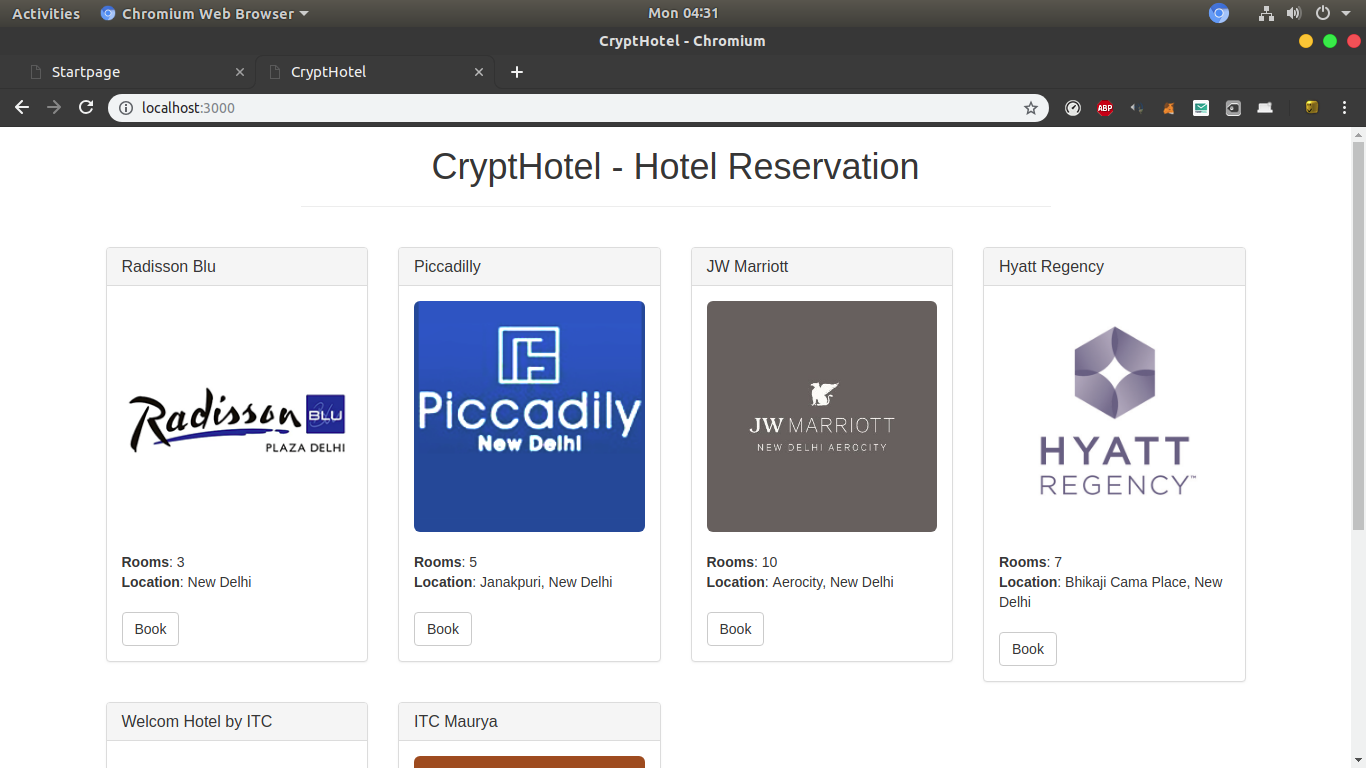 Activities Chromium Web Browser Mon 04:31
CryptHotel - Chromium
Startpage CryptHotel
localhost:3000
ABP
CryptHotel - Hotel Reservation
Radisson Blu
Radisson BLU
PLAZA DELHI
Rooms: 3
Location: New Delhi
Book
Piccadilly
Piccadily
New Delhi
Rooms: 5
Location: Janakpuri, New Delhi
Book
JW Marriott
JW MARRIOTT
NEW DELHI AEROCITY
Rooms: 10
Location: Aerocity, New Delhi
Book
Hyatt Regency
HYATT
REGENCY™
Rooms: 7
Location: Bhikaji Cama Place, New
Delhi
Book
Welcom Hotel by ITC
ITC Maurya